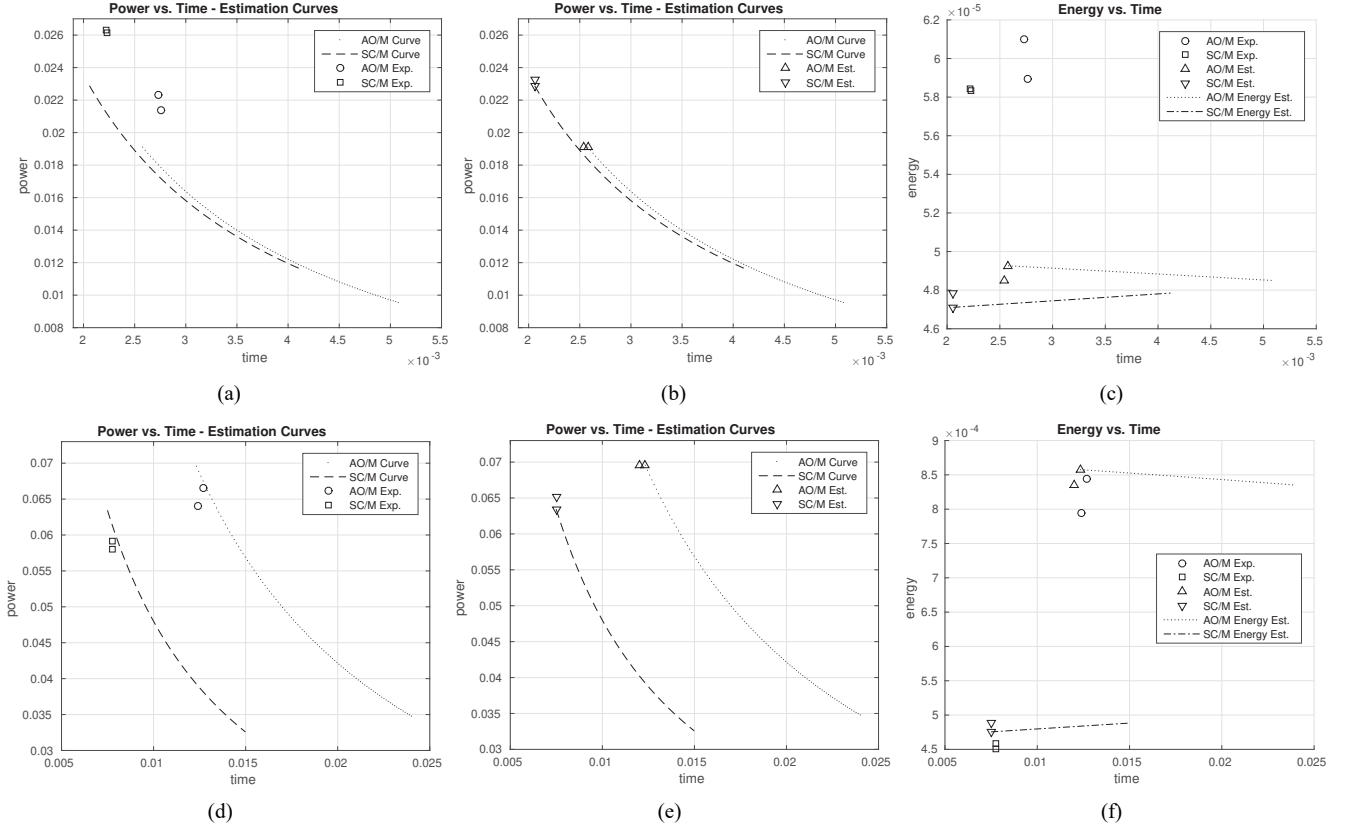 Power vs. Time - Estimation Curves
0.026
0.024
0.022
0.02
0.018
0.016
0.014
0.012
0.01
0.008
power
AO/M Curve
SC/M Curve
AO/M Exp.
SC/M Exp.
2 2.5 3 3.5 4 4.5 5 5.5
time
×10⁻³
(a)
Power vs. Time - Estimation Curves
0.026
0.024
0.022
0.02
0.018
0.016
0.014
0.012
0.01
0.008
power
AO/M Curve
SC/M Curve
AO/M Est.
SC/M Est.
2 2.5 3 3.5 4 4.5 5 5.5
time
×10⁻³
(b)
Energy vs. Time
×10⁻⁵
6.2
6
5.8
5.6
5.4
5.2
5
4.8
4.6
energy
AO/M Exp.
SC/M Exp.
AO/M Est.
SC/M Est.
AO/M Energy Est.
SC/M Energy Est.
2 2.5 3 3.5 4 4.5 5 5.5
time
×10⁻³
(c)
Power vs. Time - Estimation Curves
0.07
0.065
0.06
0.055
0.05
0.045
0.04
0.035
0.03
power
AO/M Curve
SC/M Curve
AO/M Exp.
SC/M Exp.
0.005 0.01 0.015 0.02 0.025
time
(d)
Power vs. Time - Estimation Curves
0.07
0.065
0.06
0.055
0.05
0.045
0.04
0.035
0.03
power
AO/M Curve
SC/M Curve
AO/M Est.
SC/M Est.
0.005 0.01 0.015 0.02 0.025
time
(e)
Energy vs. Time
×10⁻⁴
9
8.5
8
7.5
7
6.5
6
5.5
5
4.5
energy
AO/M Exp.
SC/M Exp.
AO/M Est.
SC/M Est.
AO/M Energy Est.
SC/M Energy Est.
0.005 0.01 0.015 0.02 0.025
time
(f)